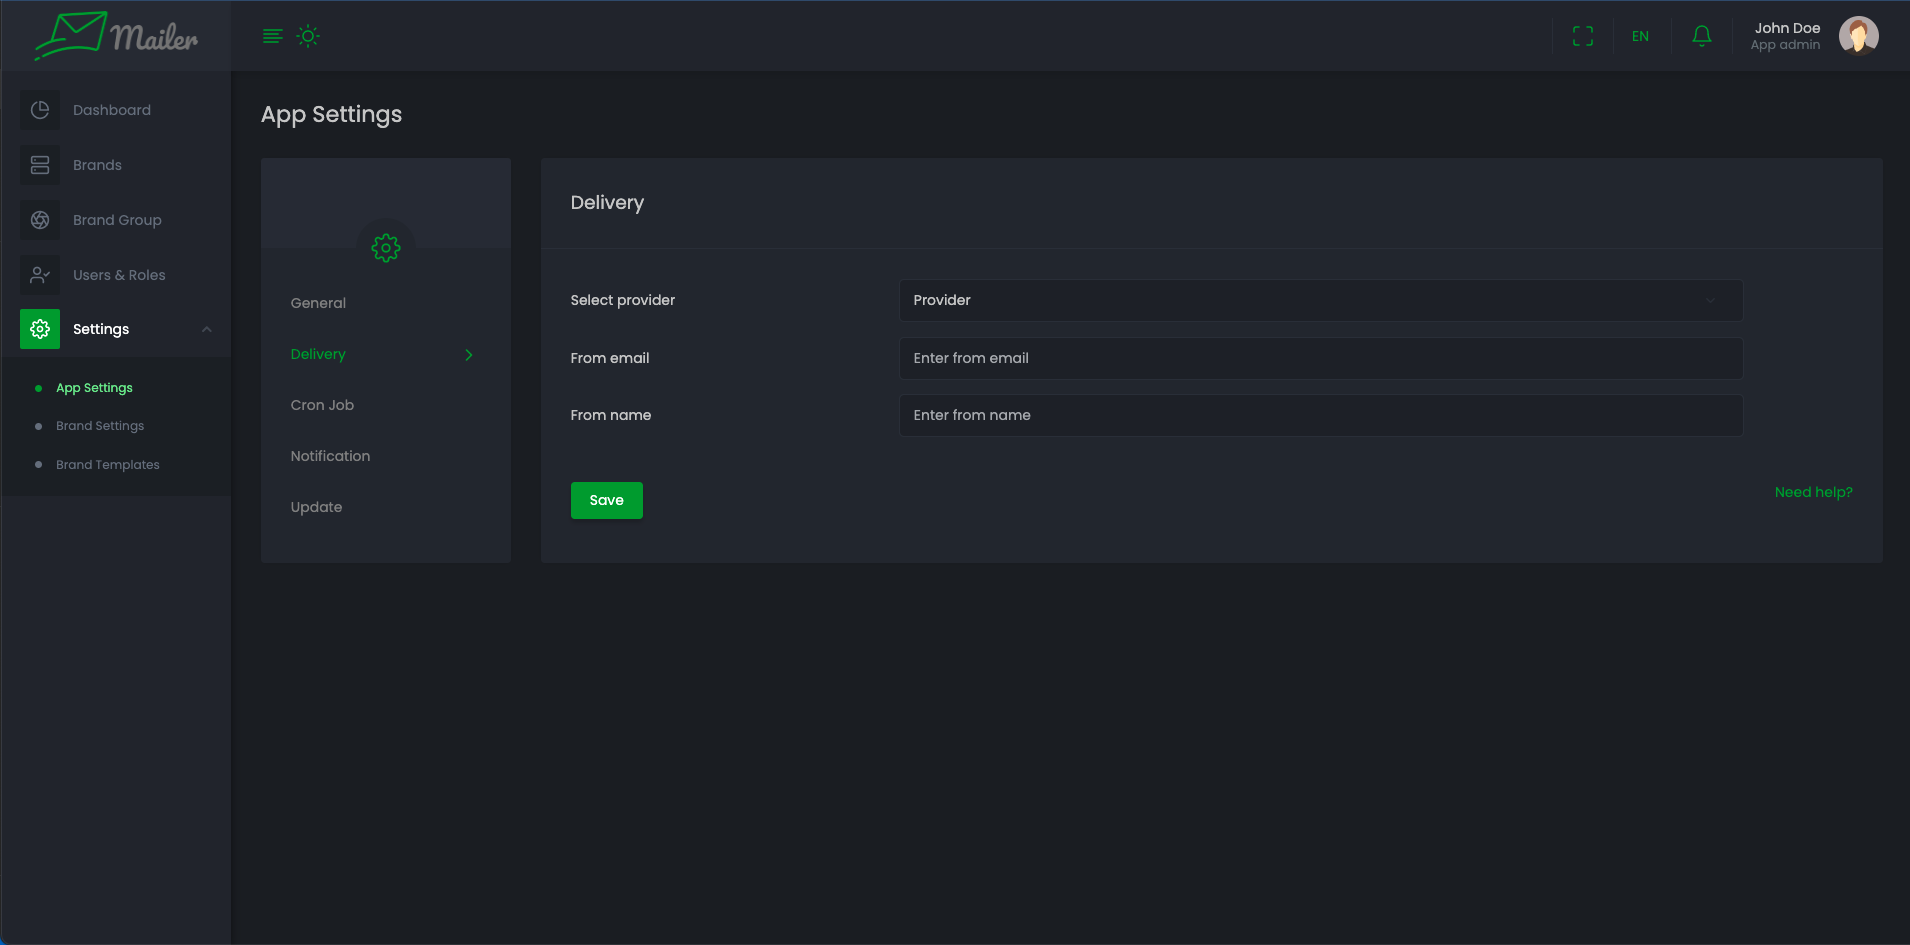 Mailer
EN
John Doe
App admin
Dashboard
Brands
Brand Group
Users & Roles
Settings
App Settings
Brand Settings
Brand Templates
App Settings
General
Delivery
Cron Job
Notification
Update
Delivery
Select provider
Provider
From email
Enter from email
From name
Enter from name
Save
Need help?